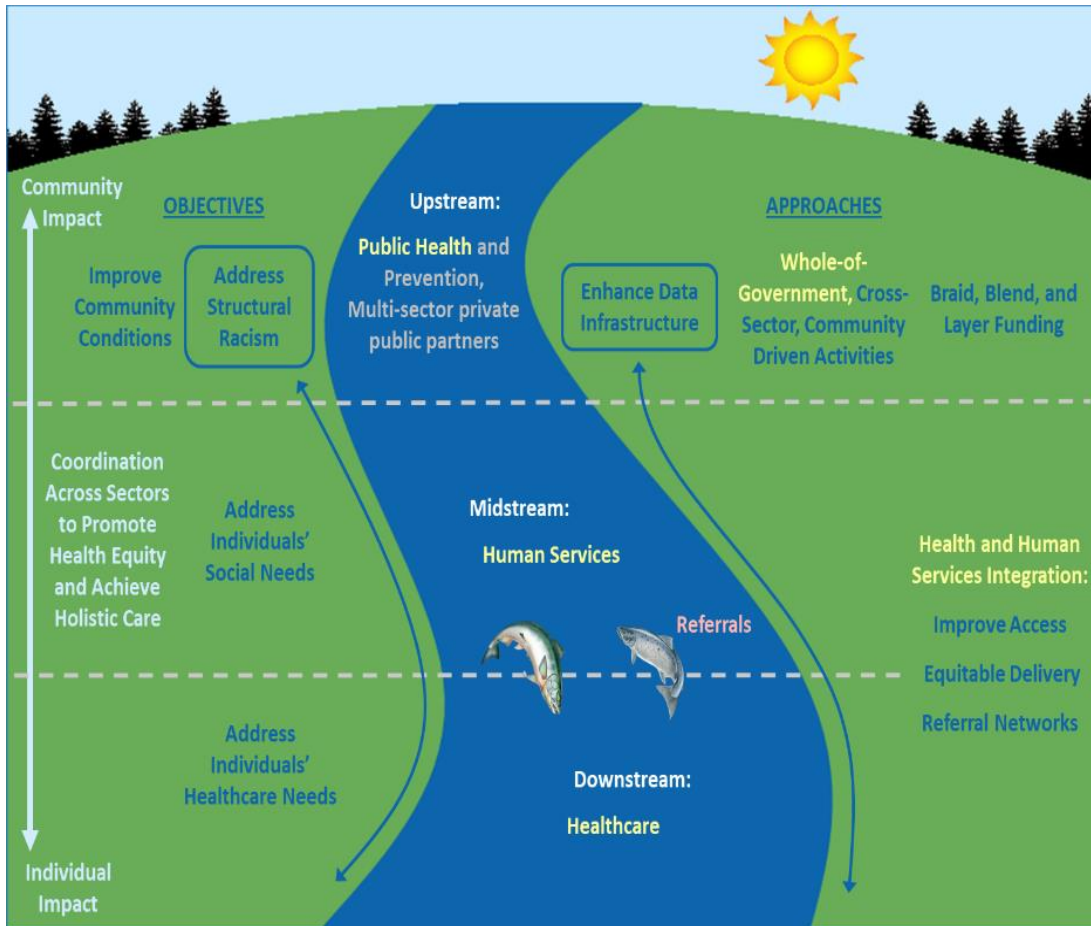 Community
Impact
OBJECTIVES
Improve
Community
Conditions
Address
Structural
Racism
Upstream:
Public Health and
Prevention,
Multi-sector private
public partners
APPROACHES
Enhance Data
Infrastructure
Whole-of-
Government, Cross-
Sector, Community
Driven Activities
Braid, Blend, and
Layer Funding
Coordination
Across Sectors
to Promote
Health Equity
and Achieve
Holistic Care
Address
Individuals'
Social Needs
Midstream:
Human Services
Referrals
Health and Human
Services Integration:
Improve Access
Equitable Delivery
Referral Networks
Address
Individuals'
Healthcare Needs
Downstream:
Healthcare
Individual
Impact